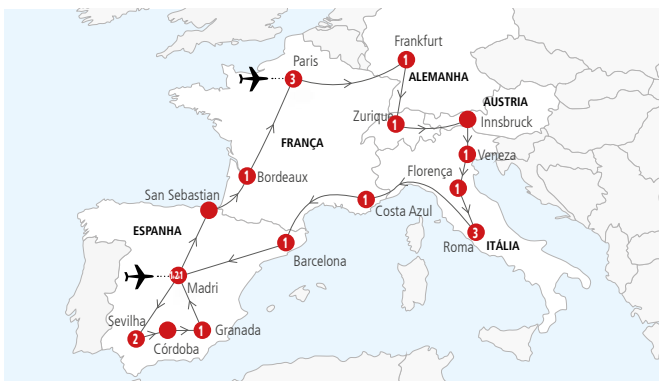 Frankfurt
1
Paris
3
ALEMANHA
AUSTRIA
Zurique
1
Innsbruck
FRANÇA
1
Veneza
Florença
1
1
Bordeaux
San Sebastian
1
Costa Azul
3
Roma
ITÁLIA
ESPANHA
1
Barcelona
Madri
Sevilha
2
Córdoba
1
Granada